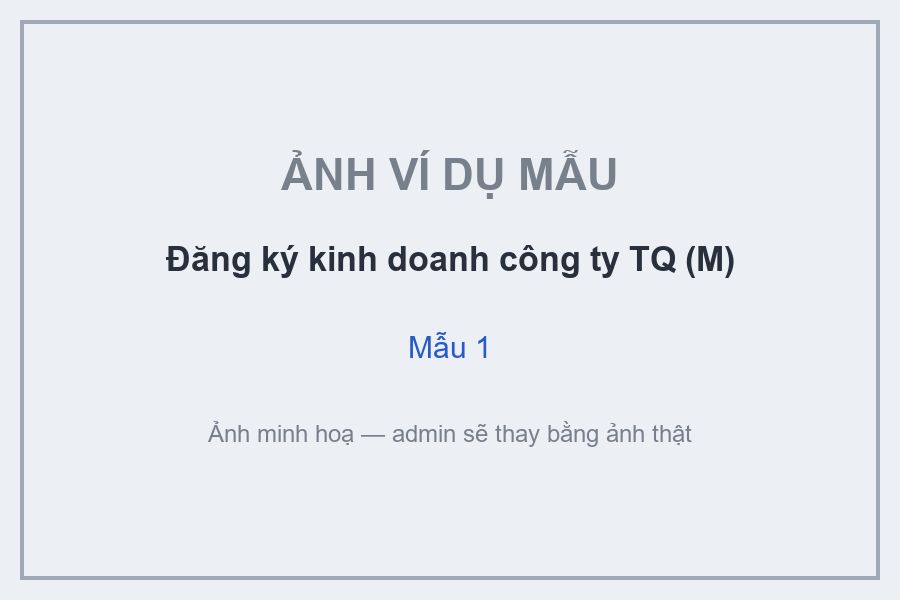 ẢNH VÍ DỤ MẪU
Đăng ký kinh doanh công ty TQ (M)
Mẫu 1
Ảnh minh hoạ — admin sẽ thay bằng ảnh thật